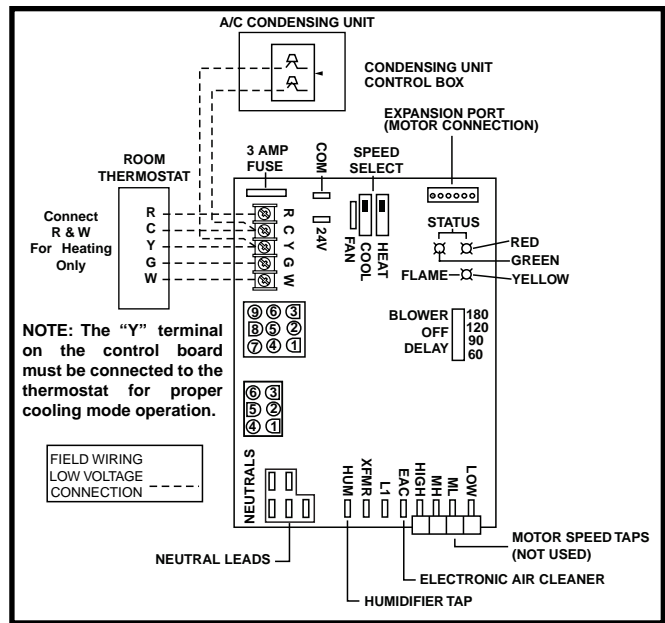 A/C CONDENSING UNIT
CONDENSING UNIT
CONTROL BOX
EXPANSION PORT
(MOTOR CONNECTION)
ROOM
THERMOSTAT
3 AMP
FUSE
COM
SPEED
SELECT
Connect
R & W
For Heating
Only
R
C
Y
G
W
R
C
Y
G
W
24V
FAN
COOL
HEAT
STATUS
RED
GREEN
FLAME
YELLOW
BLOWER
OFF
DELAY
180
120
90
60
9 6 3
8 5 2
7 4 1
NOTE: The “Y” terminal
on the control board
must be connected to the
thermostat for proper
cooling mode operation.
6 3
5 2
4 1
FIELD WIRING
LOW VOLTAGE
CONNECTION
NEUTRALS
HUM
XFMR
L1
EAC
HIGH
MH
ML
LOW
NEUTRAL LEADS
MOTOR SPEED TAPS
(NOT USED)
ELECTRONIC AIR CLEANER
HUMIDIFIER TAP